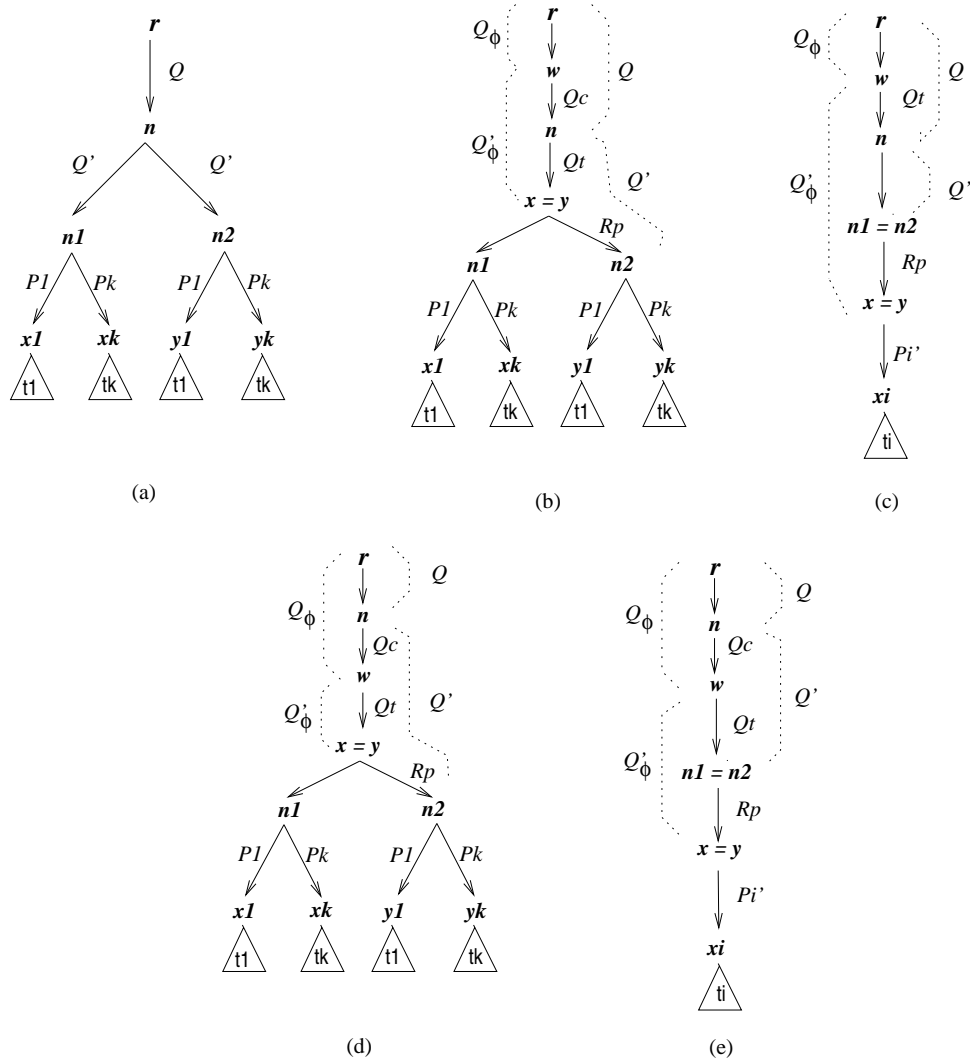 r
Q
n
Q' Q'
n1 n2
P1 Pk P1 Pk
x1 xk y1 yk
t1 tk t1 tk
(a)
r
Qϕ Q
w
Qc
n
Q'ϕ Qt Q'
x = y
Rp
n1 n2
P1 Pk P1 Pk
x1 xk y1 yk
t1 tk t1 tk
(b)
r
Qϕ Q
w
Qt
n
Q'ϕ Q'
n1 = n2
Rp
x = y
Pi'
xi
ti
(c)
r
Q
Qϕ n
Qc
w
Q'ϕ Qt Q'
x = y
Rp
n1 n2
P1 Pk P1 Pk
x1 xk y1 yk
t1 tk t1 tk
(d)
r
Q
Qϕ n
Qc
w
Q'
Qt
Q'ϕ n1 = n2
Rp
x = y
Pi'
xi
ti
(e)